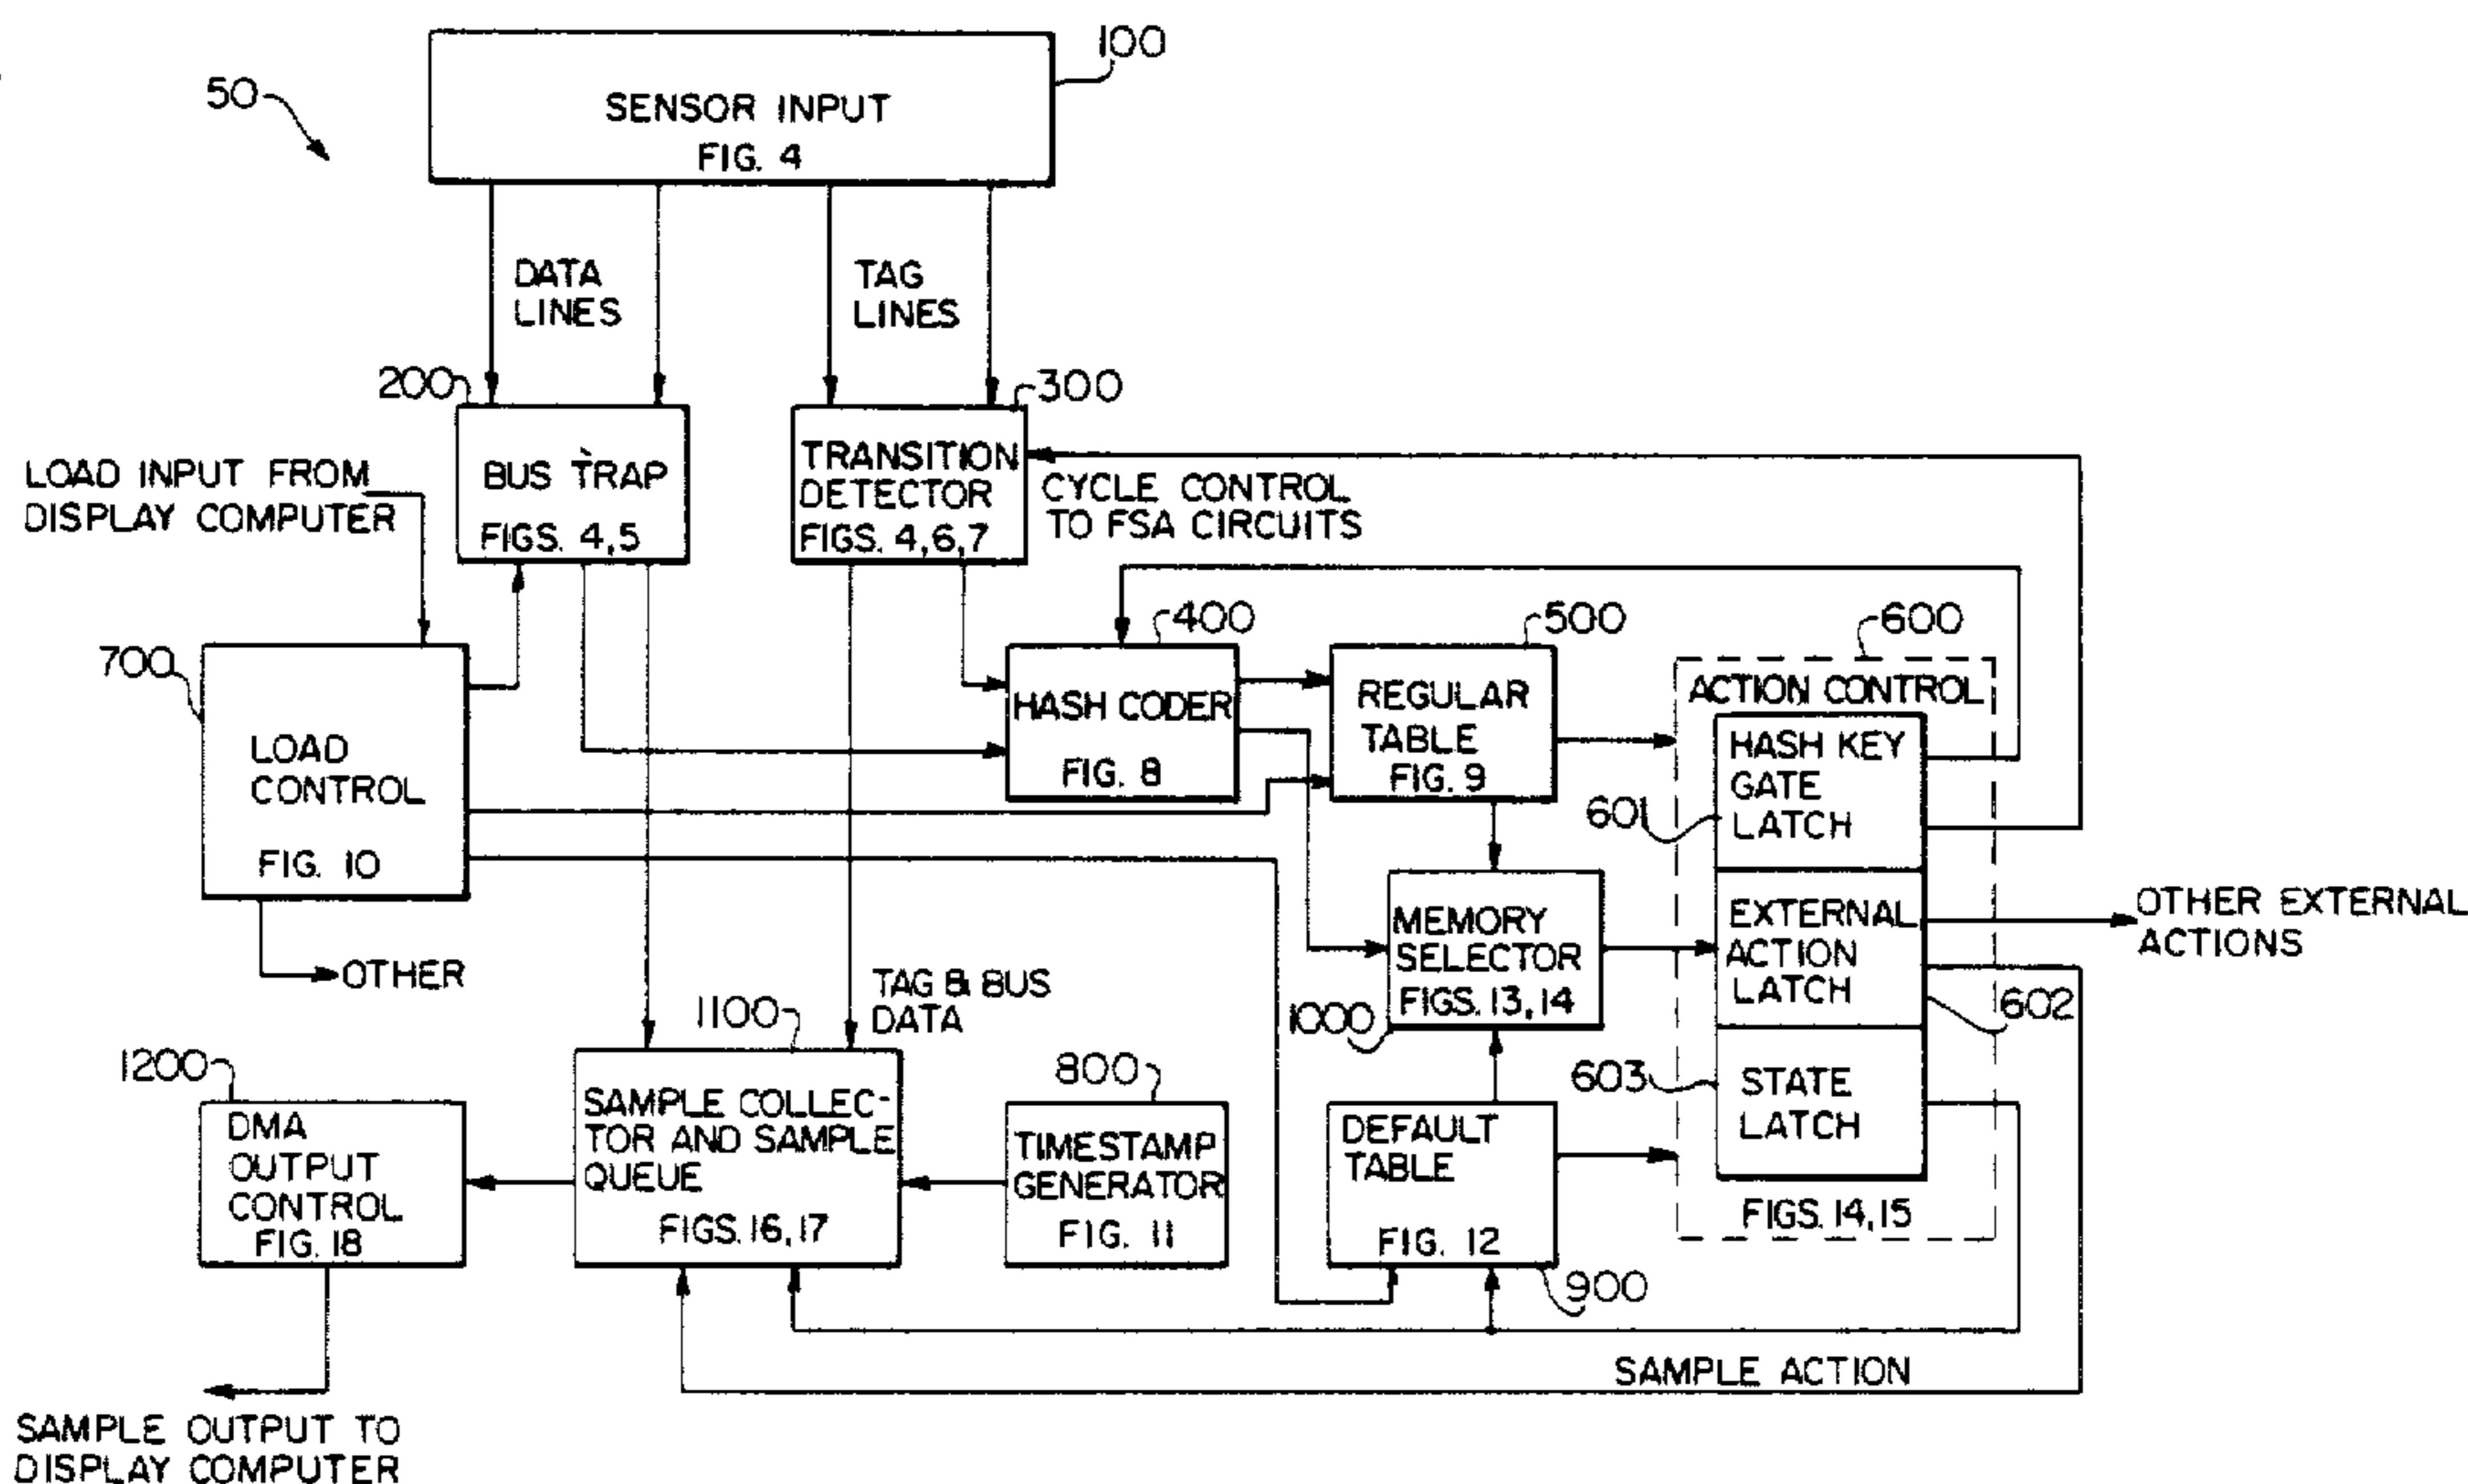 100
50
SENSOR INPUT
FIG. 4
DATA
LINES
TAG
LINES
200
300
LOAD INPUT FROM
DISPLAY COMPUTER
BUS TRAP
FIGS. 4,5
TRANSITION
DETECTOR
FIGS. 4,6,7
CYCLE CONTROL
TO FSA CIRCUITS
700
LOAD
CONTROL
FIG. 10
OTHER
400
HASH CODER
FIG. 8
500
REGULAR
TABLE
FIG. 9
600
ACTION CONTROL
HASH KEY
GATE
LATCH
601
EXTERNAL
ACTION
LATCH
602
OTHER EXTERNAL
ACTIONS
603
STATE
LATCH
FIGS. 14,15
MEMORY
SELECTOR
FIGS. 13,14
1000
TAG & BUS
DATA
1100
1200
DMA
OUTPUT
CONTROL
FIG. 18
SAMPLE COLLEC-
TOR AND SAMPLE
QUEUE
FIGS. 16,17
800
TIMESTAMP
GENERATOR
FIG. 11
DEFAULT
TABLE
FIG. 12
900
SAMPLE ACTION
SAMPLE OUTPUT TO
DISPLAY COMPUTER